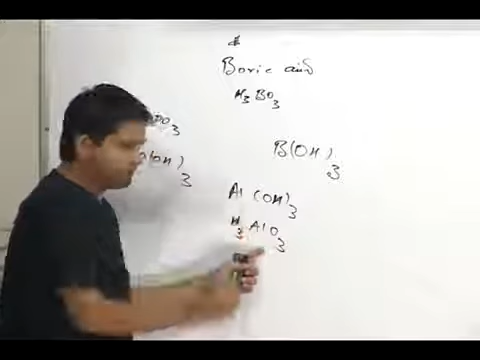 Boric acid
H₃BO₃
B(OH)₃
Al(OH)₃
H₃AlO₃